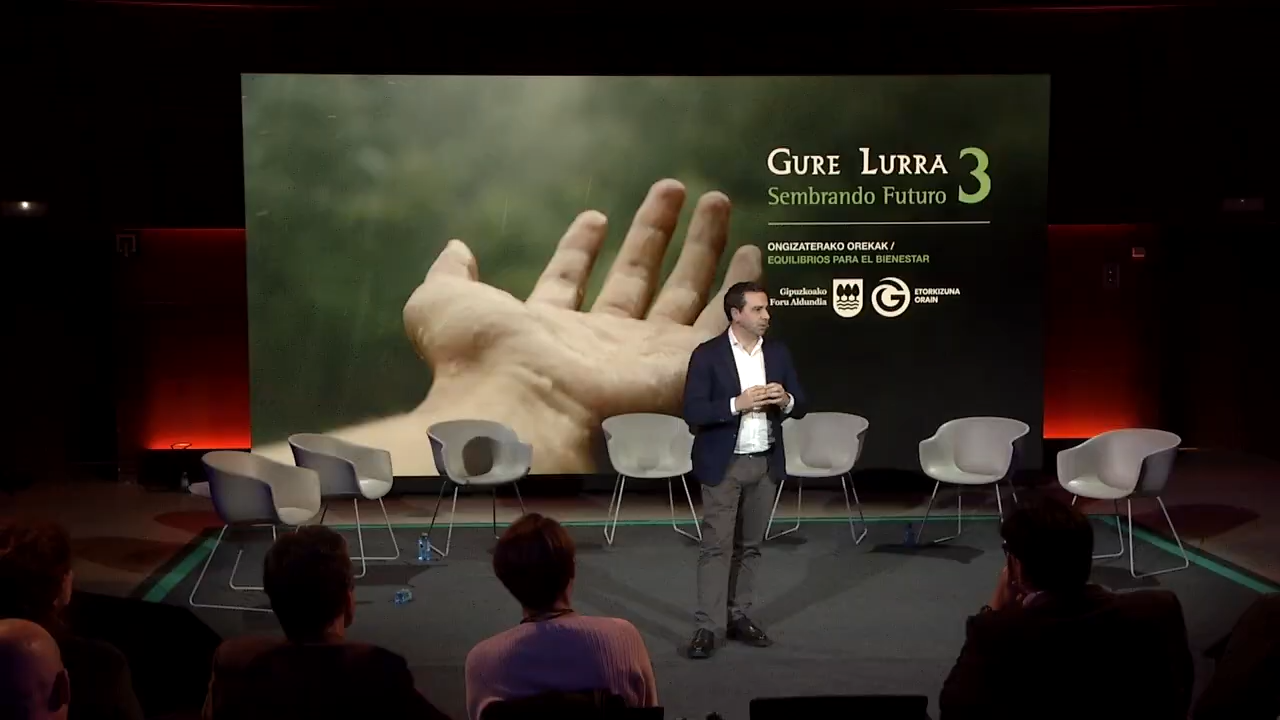 GURE LURRA 3
Sembrando Futuro
ONGIZATERAKO OREKAK /
EQUILIBRIOS PARA EL BIENESTAR
Gipuzkoako
Foru Aldundia
ETORKIZUNA
ORAIN